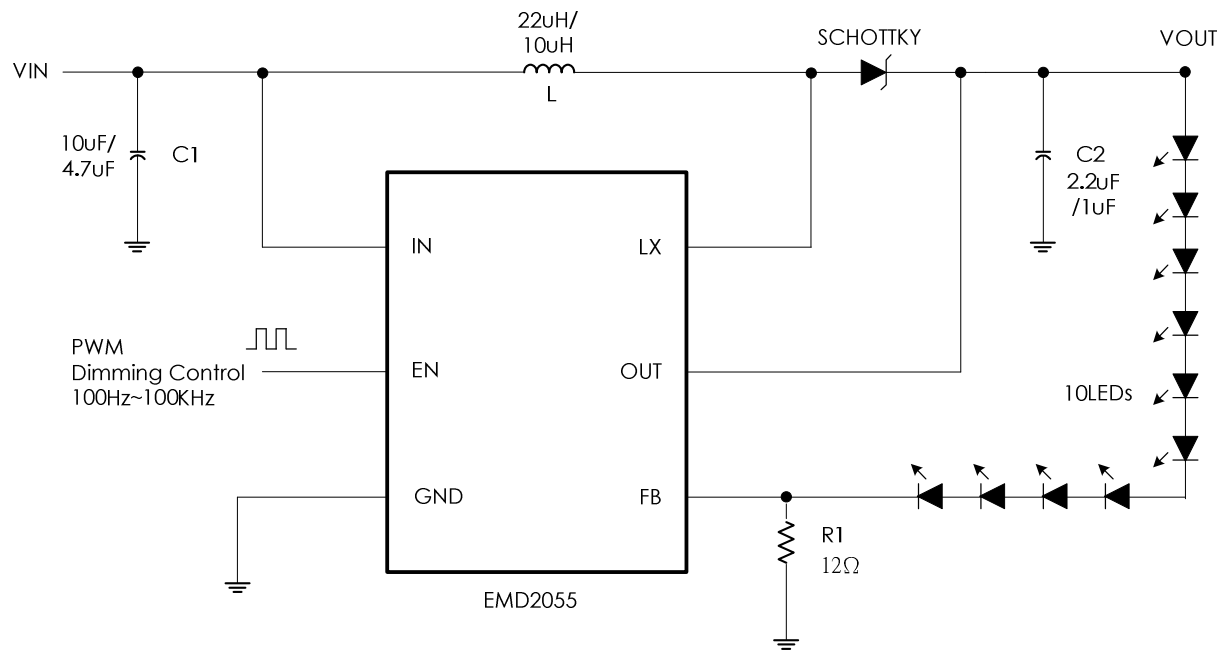 22uH/
10uH
L
SCHOTTKY
VOUT
VIN
10uF/
4.7uF
C1
C2
2.2uF
/1uF
IN
LX
PWM
Dimming Control
100Hz~100KHz
EN
OUT
10LEDs
GND
FB
R1
12Ω
EMD2055